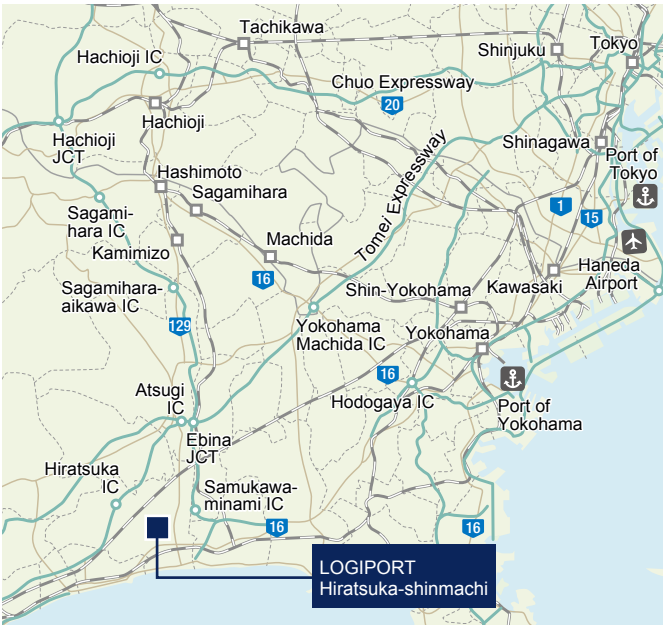 Tachikawa
Hachioji IC
Shinjuku
Tokyo
Chuo Expressway
20
Hachioji
Hachioji
JCT
Shinagawa
Port of
Tokyo
Hashimoto
Sagamihara
Tomei Expressway
Sagami-
hara IC
1
15
Kamimizo
Machida
16
Haneda
Airport
Sagamihara-
aikawa IC
Shin-Yokohama
Kawasaki
129
Yokohama
Machida IC
Yokohama
16
Atsugi
IC
Hodogaya IC
Port of
Yokohama
Ebina
JCT
Hiratsuka
IC
Samukawa-
minami IC
16
16
LOGIPORT
Hiratsuka-shinmachi